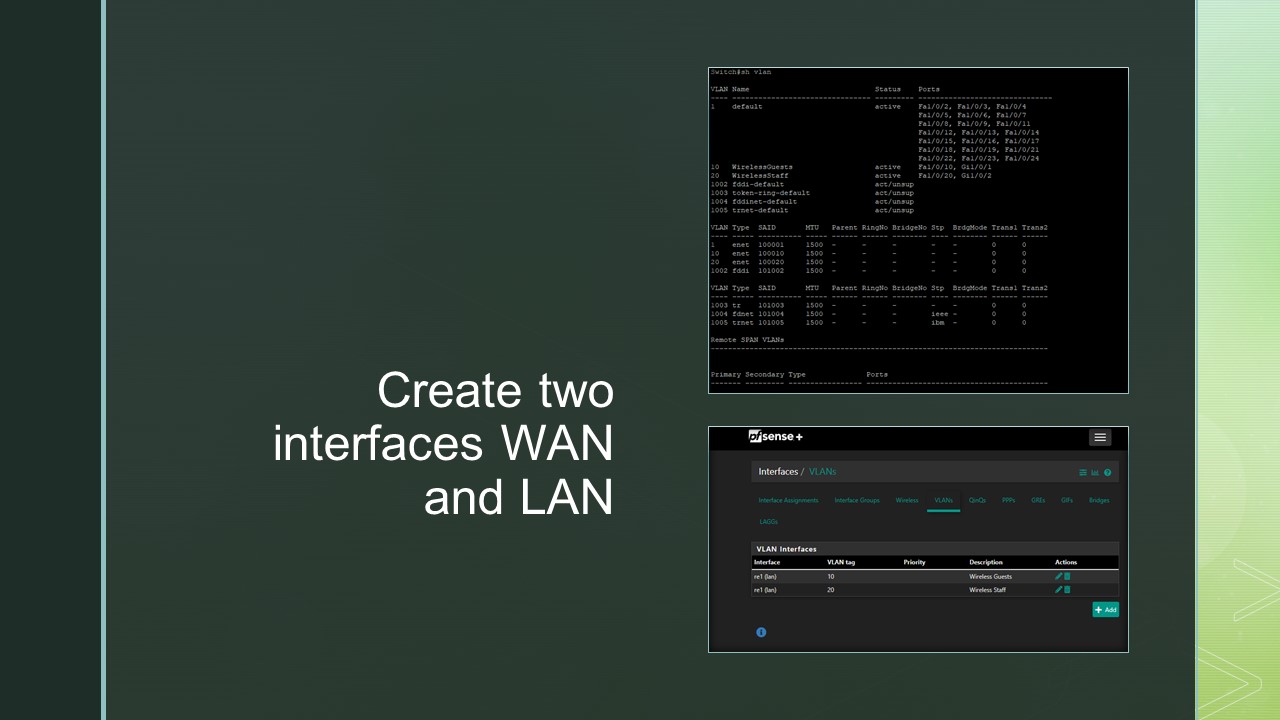 Create two
interfaces WAN
and LAN
Switch#sh vlan
VLAN Name Status Ports
---- -------------------------------- --------- -------------------------------
1 default active Fa1/0/2, Fa1/0/3, Fa1/0/4
Fa1/0/5, Fa1/0/6, Fa1/0/7
Fa1/0/8, Fa1/0/9, Fa1/0/11
Fa1/0/12, Fa1/0/13, Fa1/0/14
Fa1/0/15, Fa1/0/16, Fa1/0/17
Fa1/0/18, Fa1/0/19, Fa1/0/21
Fa1/0/22, Fa1/0/23, Fa1/0/24
10 WirelessGuests active Fa1/0/10, Gi1/0/1
20 WirelessStaff active Fa1/0/20, Gi1/0/2
1002 fddi-default act/unsup
1003 token-ring-default act/unsup
1004 fddinet-default act/unsup
1005 trnet-default act/unsup
VLAN Type SAID MTU Parent RingNo BridgeNo Stp BrdgMode Trans1 Trans2
---- ----- ---------- ----- ------ ------ -------- ---- -------- ------ ------
1 enet 100001 1500 - - - - - 0 0
10 enet 100010 1500 - - - - - 0 0
20 enet 100020 1500 - - - - - 0 0
1002 fddi 101002 1500 - - - - - 0 0
VLAN Type SAID MTU Parent RingNo BridgeNo Stp BrdgMode Trans1 Trans2
---- ----- ---------- ----- ------ ------ -------- ---- -------- ------ ------
1003 tr 101003 1500 - - - - - 0 0
1004 fdnet 101004 1500 - - - ieee - 0 0
1005 trnet 101005 1500 - - - ibm - 0 0
Remote SPAN VLANs
------------------------------------------------------------------------------
Primary Secondary Type Ports
------- --------- ----------------- ------------------------------------------
pfsense +
Interfaces / VLANs
Interface Assignments Interface Groups Wireless VLANs QinQs PPPs GREs GIFs Bridges
LAGGs
VLAN Interfaces
Interface VLAN tag Priority Description Actions
re1 (lan) 10 Wireless Guests
re1 (lan) 20 Wireless Staff
+ Add